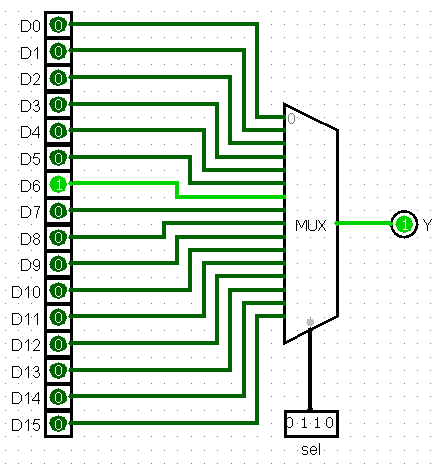 D0 0
D1 0
D2 0
D3 0
D4 0
D5 0
D6 1
D7 0
D8 0
D9 0
D10 0
D11 0
D12 0
D13 0
D14 0
D15 0
0
MUX
1 Y
0 1 1 0
sel